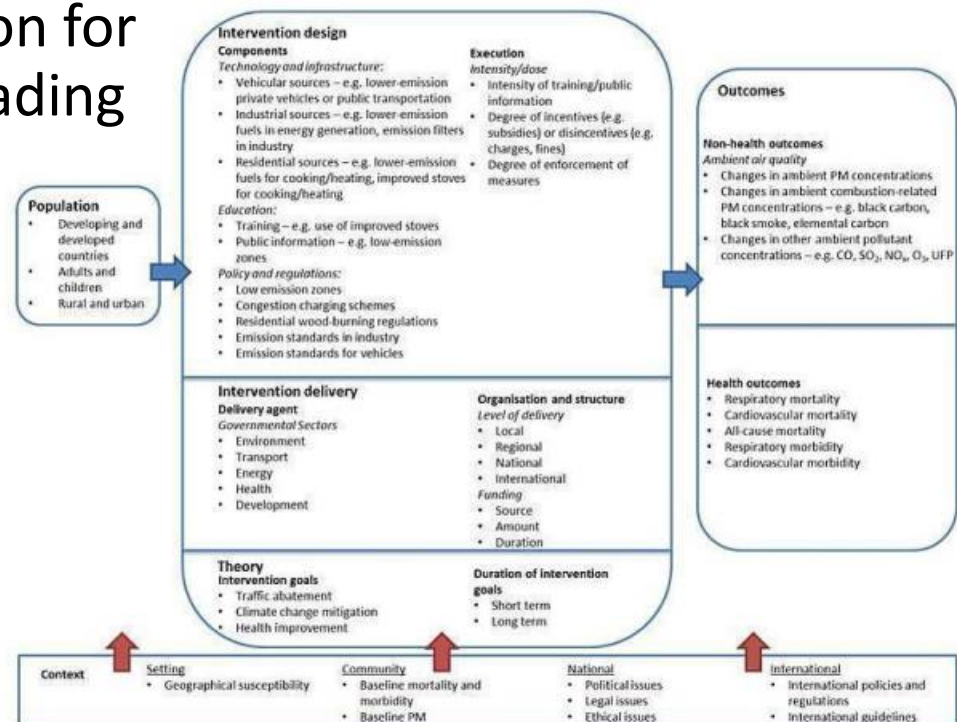 on for
ading
Population
• Developing and
developed
countries
• Adults and
children
• Rural and urban
Intervention design
Components
Technology and infrastructure:
• Vehicular sources – e.g. lower-emission
private vehicles or public transportation
• Industrial sources – e.g. lower-emission
fuels in energy generation, emission filters
in industry
• Residential sources – e.g. lower-emission
fuels for cooking/heating, improved stoves
for cooking/heating
Education:
• Training – e.g. use of improved stoves
• Public information – e.g. low-emission
zones
Policy and regulations:
• Low emission zones
• Congestion charging schemes
• Residential wood-burning regulations
• Emission standards in industry
• Emission standards for vehicles
Execution
Intensity/dose
• Intensity of training/public
information
• Degree of incentives (e.g.
subsidies) or disincentives (e.g.
charges, fines)
• Degree of enforcement of
measures
Intervention delivery
Delivery agent
Governmental Sectors
• Environment
• Transport
• Energy
• Health
• Development
Organisation and structure
Level of delivery
• Local
• Regional
• National
• International
Funding
• Source
• Amount
• Duration
Theory
Intervention goals
• Traffic abatement
• Climate change mitigation
• Health improvement
Duration of intervention
goals
• Short term
• Long term
Outcomes
Non-health outcomes
Ambient air quality
• Changes in ambient PM concentrations
• Changes in ambient combustion-related
PM concentrations – e.g. black carbon,
black smoke, elemental carbon
• Changes in other ambient pollutant
concentrations – e.g. CO, SO₂, NOₓ, O₃, UFP
Health outcomes
• Respiratory mortality
• Cardiovascular mortality
• All-cause mortality
• Respiratory morbidity
• Cardiovascular morbidity
Context
Setting
• Geographical susceptibility
Community
• Baseline mortality and
morbidity
• Baseline PM
National
• Political issues
• Legal issues
• Ethical issues
International
• International policies and
regulations
• International guidelines